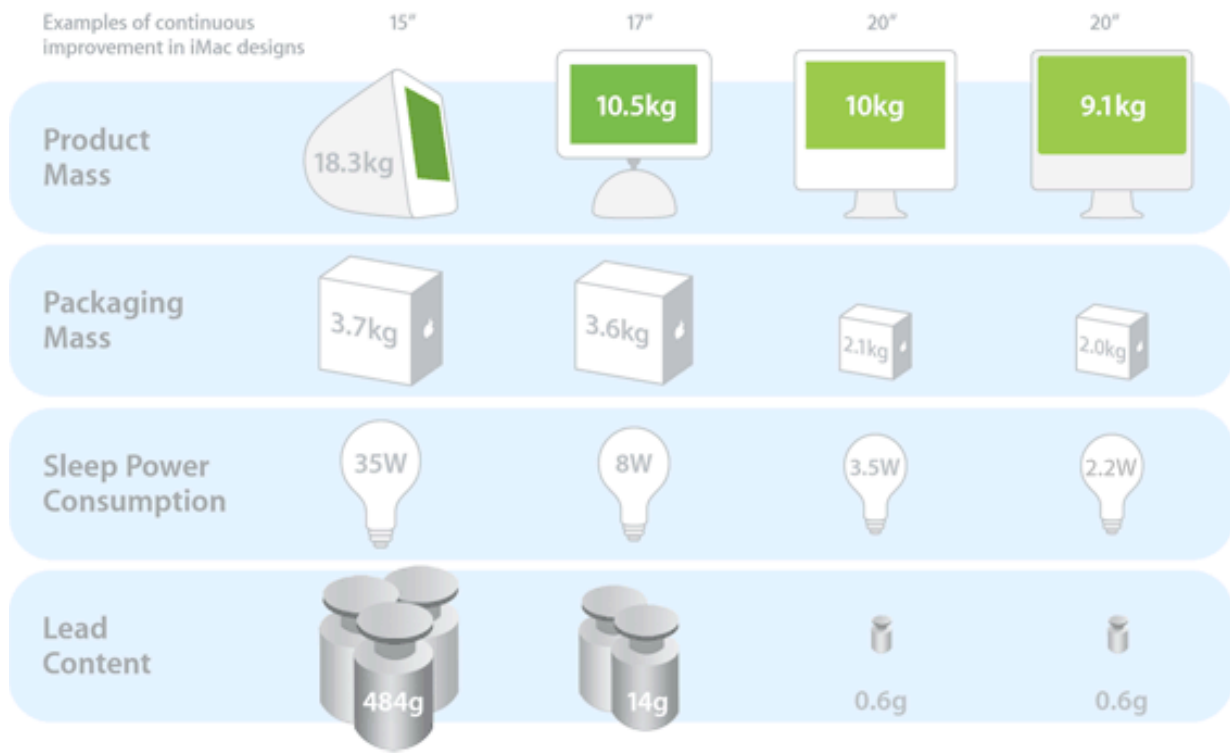 Examples of continuous
improvement in iMac designs
15″
17″
20″
20″
Product
Mass
18.3kg
10.5kg
10kg
9.1kg
Packaging
Mass
3.7kg
3.6kg
2.1kg
2.0kg
Sleep Power
Consumption
35W
8W
3.5W
2.2W
Lead
Content
484g
14g
0.6g
0.6g